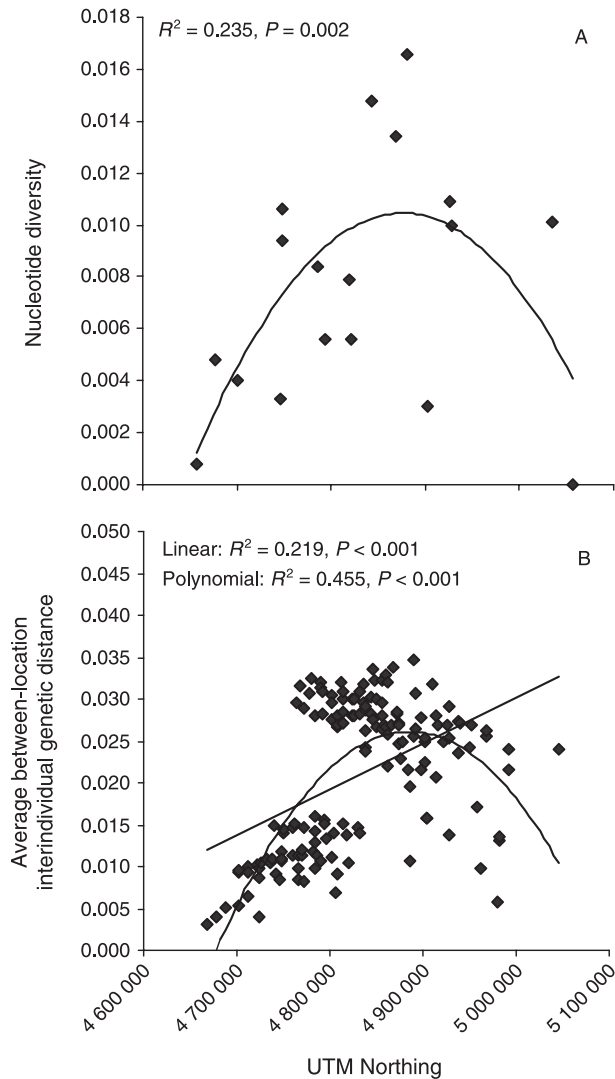 R² = 0.235, P = 0.002
A
0.018
0.016
0.014
0.012
0.010
0.008
0.006
0.004
0.002
0.000
Nucleotide diversity
Linear: R² = 0.219, P < 0.001
Polynomial: R² = 0.455, P < 0.001
B
0.050
0.045
0.040
0.035
0.030
0.025
0.020
0.015
0.010
0.005
0.000
Average between-location
interindividual genetic distance
4 600 000
4 700 000
4 800 000
4 900 000
5 000 000
5 100 000
UTM Northing